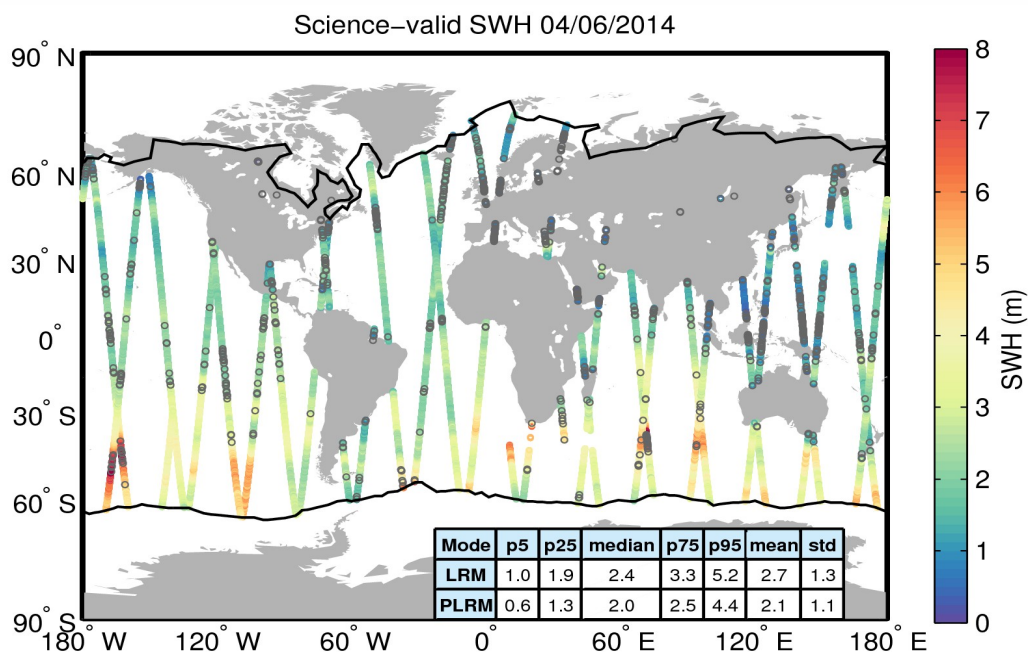 Science−valid SWH 04/06/2014
90° N
60° N
30° N
0°
30° S
60° S
90° S
180° W
120° W
60° W
0°
60° E
120° E
180° E
8
7
6
5
4
3
2
1
0
SWH (m)
Mode p5 p25 median p75 p95 mean std
LRM 1.0 1.9 2.4 3.3 5.2 2.7 1.3
PLRM 0.6 1.3 2.0 2.5 4.4 2.1 1.1